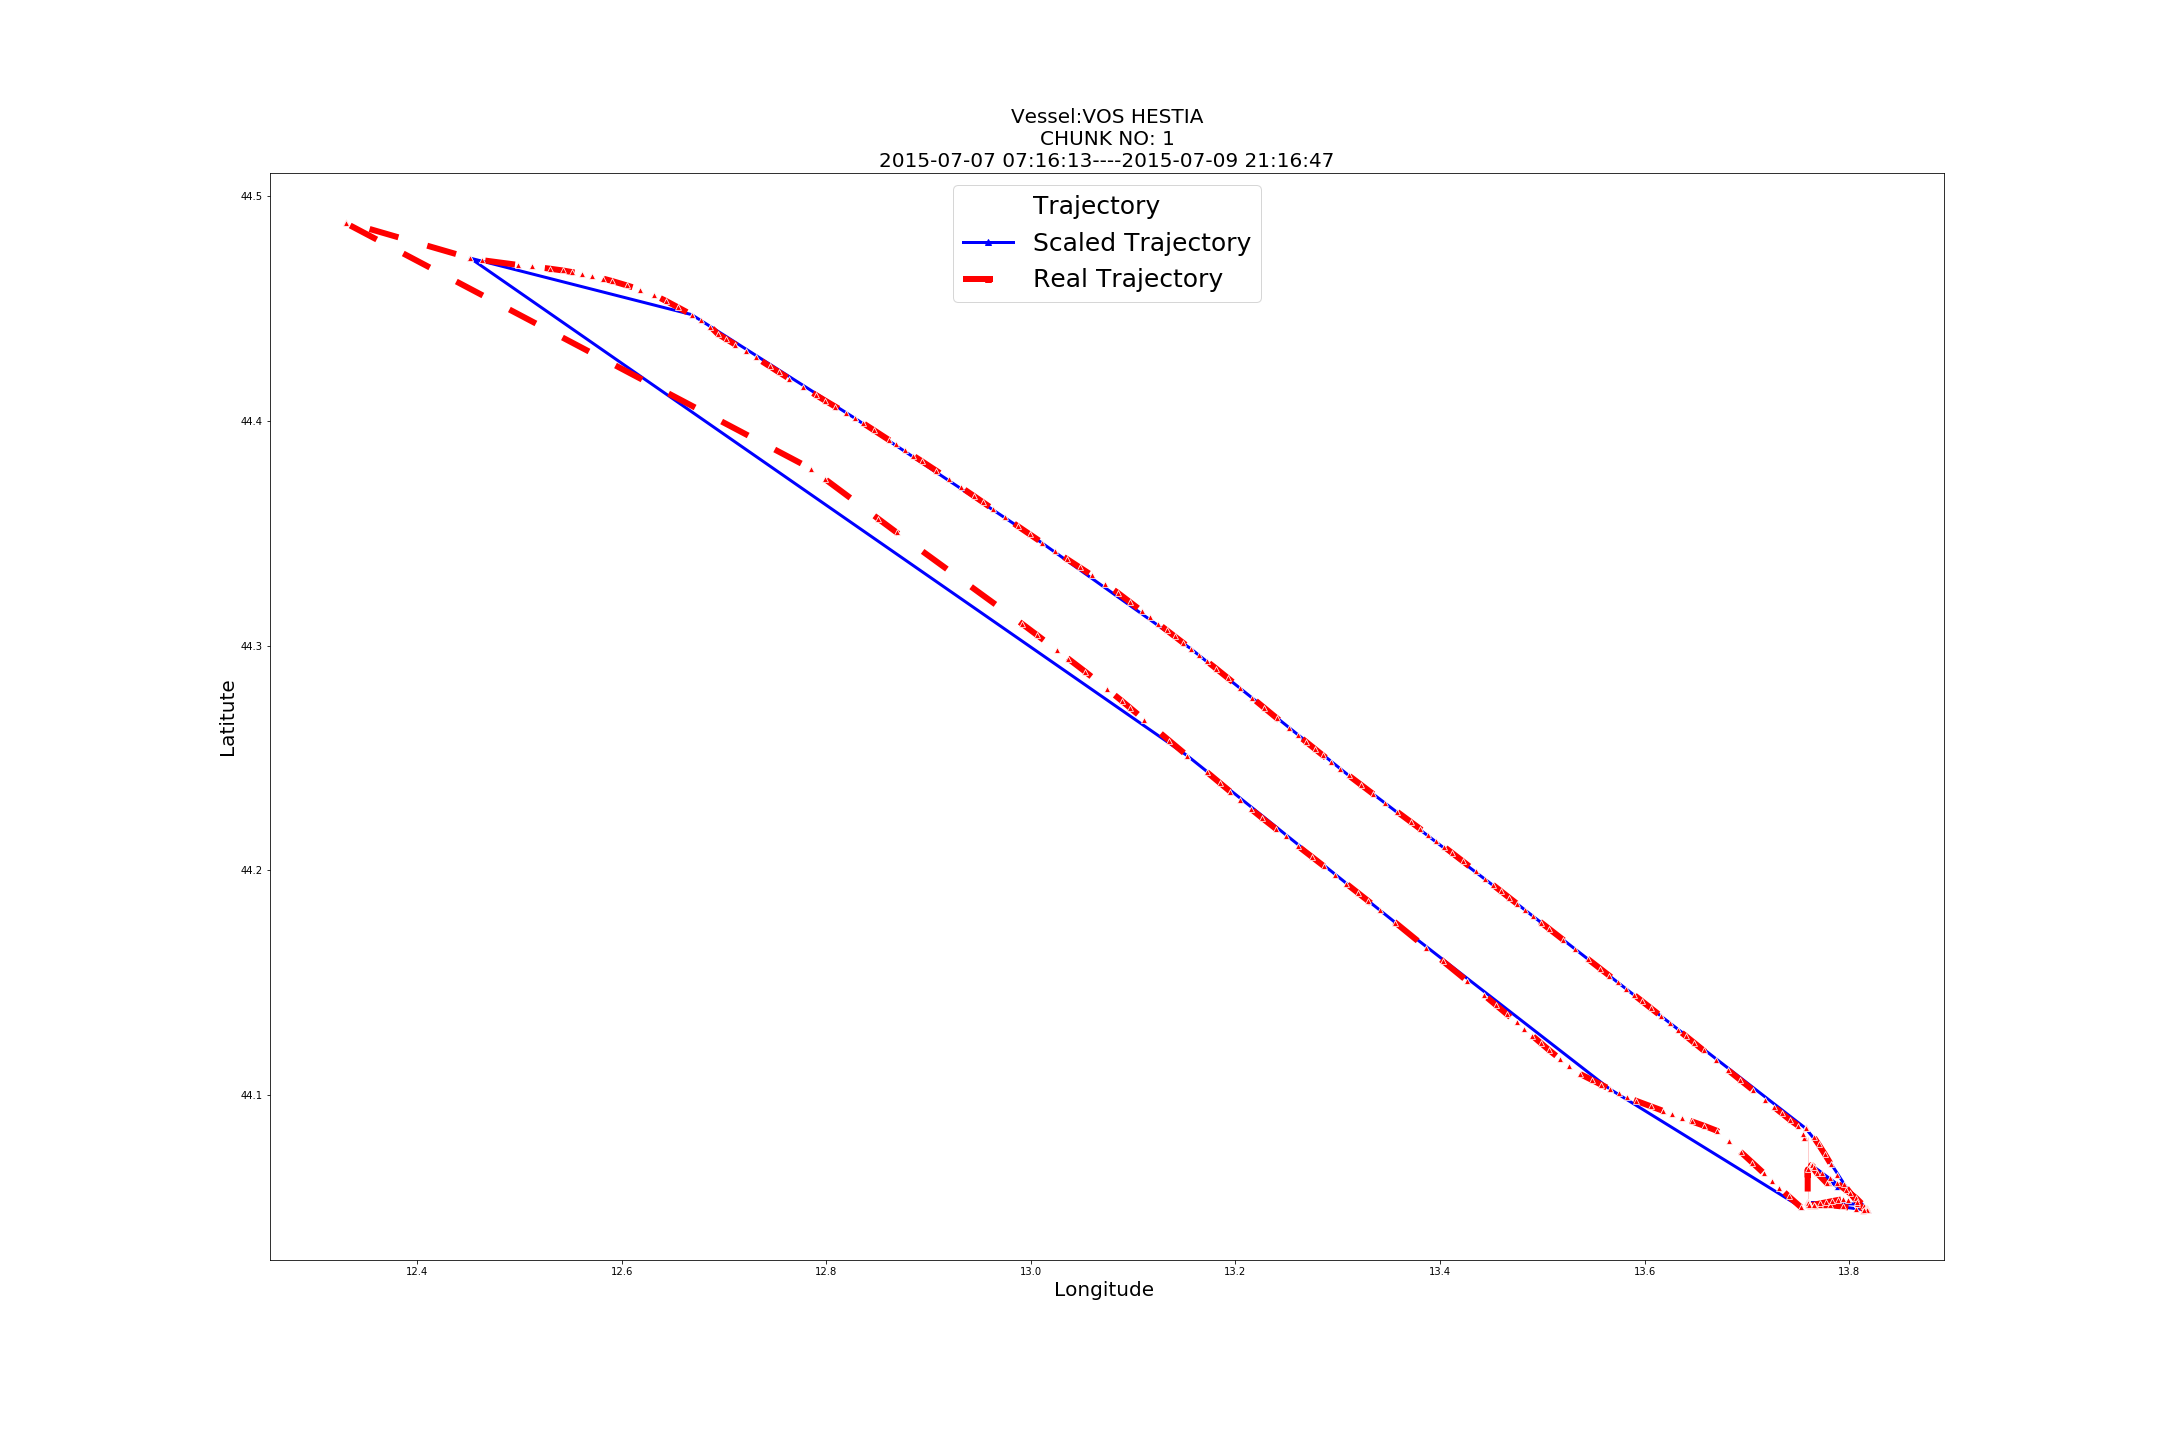 Vessel:VOS HESTIA
CHUNK NO: 1
2015-07-07 07:16:13----2015-07-09 21:16:47
Trajectory
Scaled Trajectory
Real Trajectory
44.5
44.4
44.3
44.2
44.1
Latitute
12.4 12.6 12.8 13.0 13.2 13.4 13.6 13.8
Longitude